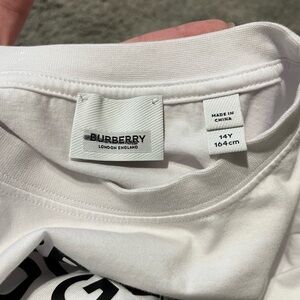 BURBERRY
LONDON ENGLAND
MADE IN
CHINA
14Y
164cm